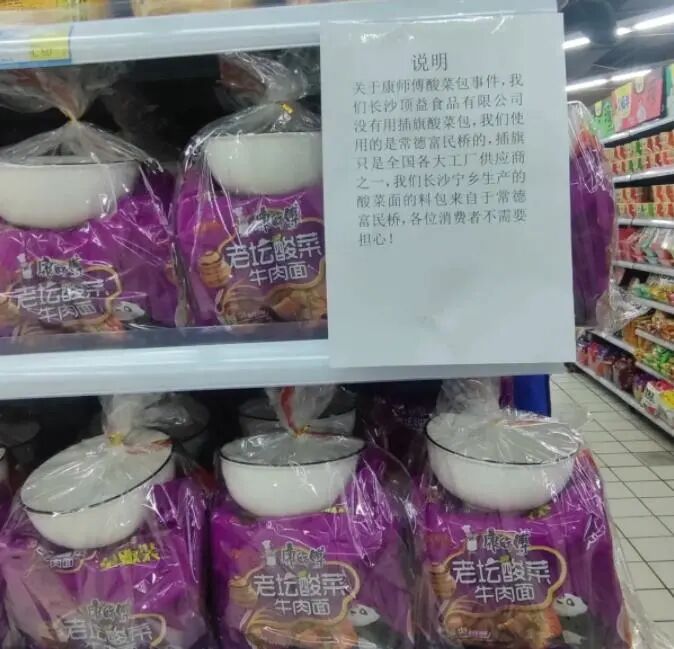 说明
关于康师傅酸菜包事件，我
们长沙顶益食品有限公司
没有用插旗酸菜包，我们使
用的是常德富民桥的，插旗
只是全国各大工厂供应商
之一，我们长沙宁乡生产的
酸菜面的料包来自于常德
富民桥，各位消费者不需要
担心！
康师傅
老坛酸菜
牛肉面
康师傅
老坛酸菜
牛肉面
康师傅
老坛酸菜
牛肉面
康师傅
老坛酸菜
牛肉面
康师傅
老坛酸菜
牛肉面